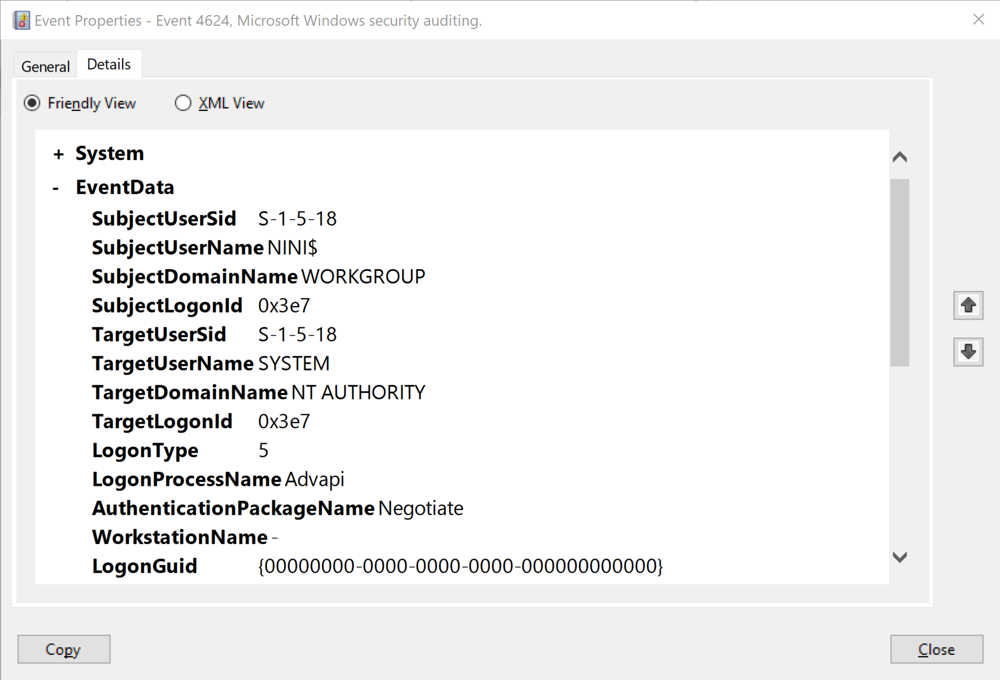 Event Properties - Event 4624, Microsoft Windows security auditing.
General Details
Friendly View XML View
+ System
- EventData
SubjectUserSid S-1-5-18
SubjectUserName NINI$
SubjectDomainName WORKGROUP
SubjectLogonId 0x3e7
TargetUserSid S-1-5-18
TargetUserName SYSTEM
TargetDomainName NT AUTHORITY
TargetLogonId 0x3e7
LogonType 5
LogonProcessName Advapi
AuthenticationPackageName Negotiate
WorkstationName -
LogonGuid {00000000-0000-0000-0000-000000000000}
Copy Close